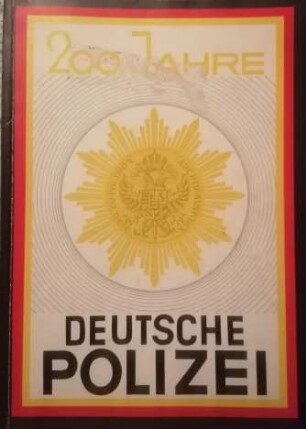 200 JAHRE
DEUTSCHE
POLIZEI